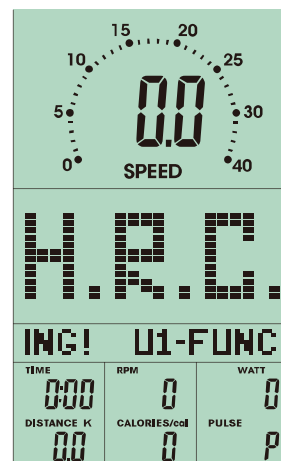 15 20
10 25
5 0.0 30
0 SPEED 40
H.R.C.
ING! U1-FUNC
TIME RPM WATT
0:00 0 0
DISTANCE K CALORIES/cal PULSE
0.0 0 P